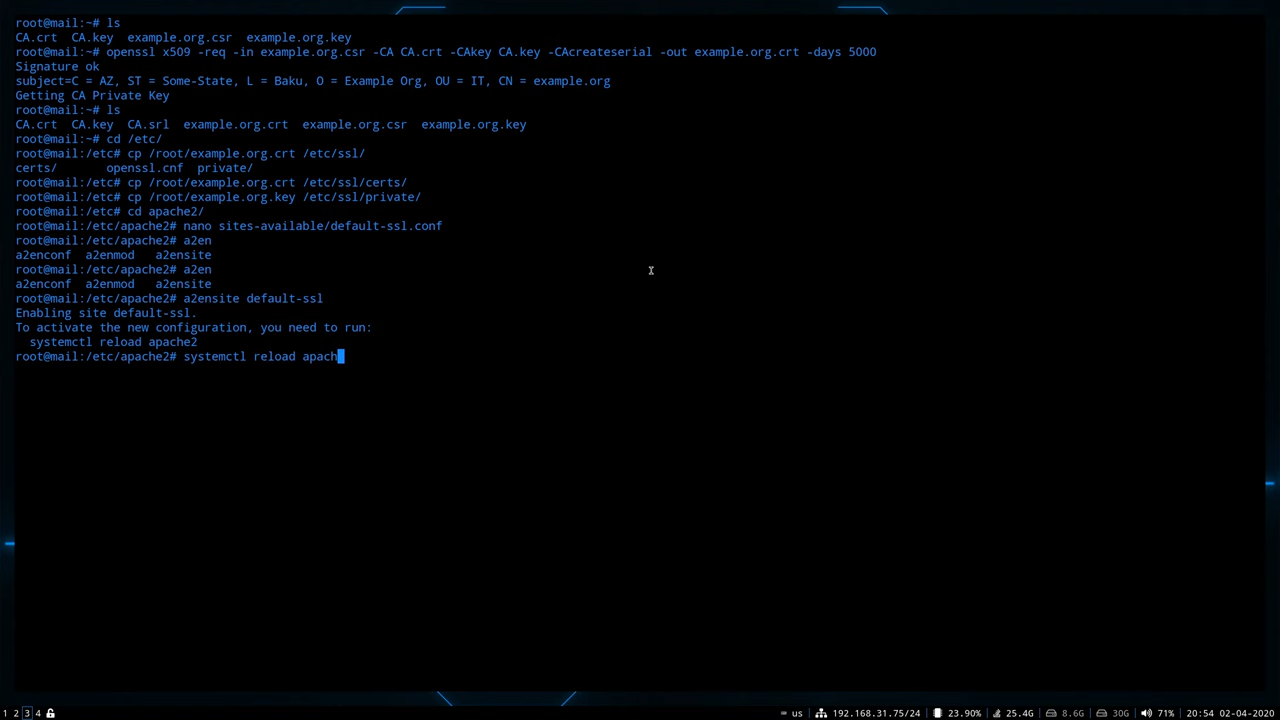 root@mail:~# ls
CA.crt  CA.key  example.org.csr  example.org.key
root@mail:~# openssl x509 -req -in example.org.csr -CA CA.crt -CAkey CA.key -CAcreateserial -out example.org.crt -days 5000
Signature ok
subject=C = AZ, ST = Some-State, L = Baku, O = Example Org, OU = IT, CN = example.org
Getting CA Private Key
root@mail:~# ls
CA.crt  CA.key  CA.srl  example.org.crt  example.org.csr  example.org.key
root@mail:~# cd /etc/
root@mail:/etc# cp /root/example.org.crt /etc/ssl/
certs/       openssl.cnf  private/
root@mail:/etc# cp /root/example.org.crt /etc/ssl/certs/
root@mail:/etc# cp /root/example.org.key /etc/ssl/private/
root@mail:/etc# cd apache2/
root@mail:/etc/apache2# nano sites-available/default-ssl.conf
root@mail:/etc/apache2# a2en
a2enconf  a2enmod   a2ensite
root@mail:/etc/apache2# a2en
a2enconf  a2enmod   a2ensite
root@mail:/etc/apache2# a2ensite default-ssl
Enabling site default-ssl.
To activate the new configuration, you need to run:
  systemctl reload apache2
root@mail:/etc/apache2# systemctl reload apach
1 2 3 4 us 192.168.31.75/24 23.90% 25.4G 8.6G 30G 71% 20:54 02-04-2020